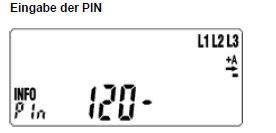 Eingabe der PIN
L1 L2 L3
+A
INFO
PIn 120-